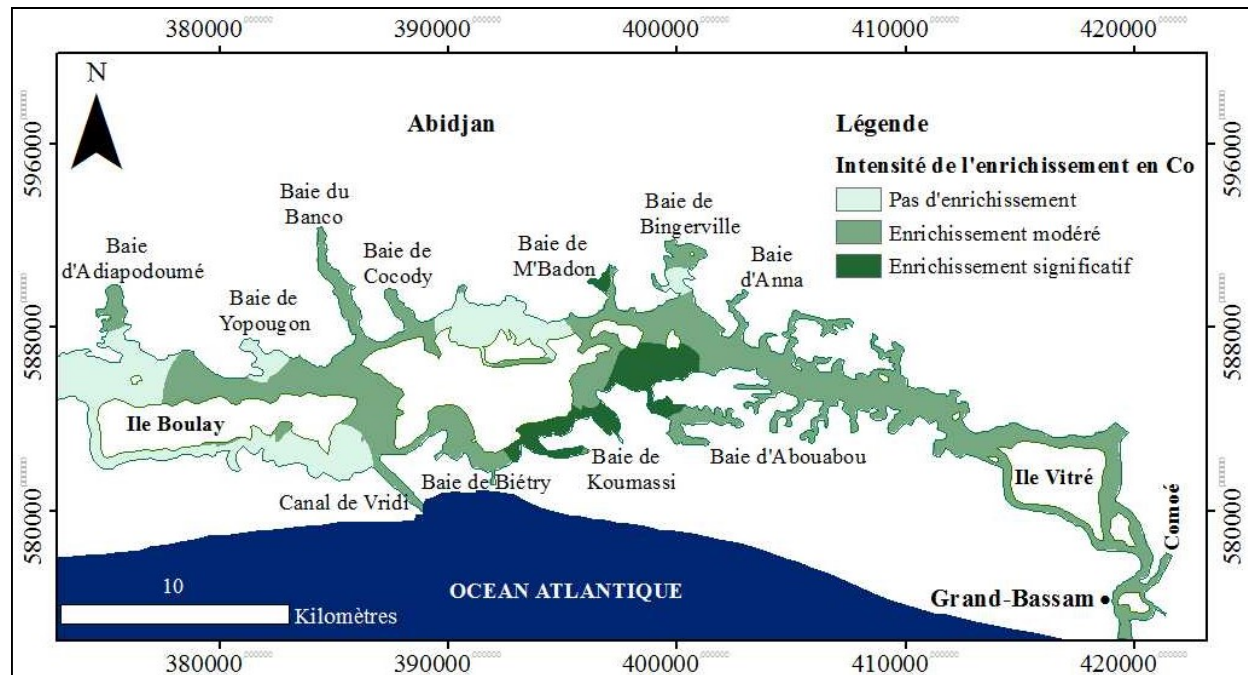 380000 390000 400000 410000 420000
N
Abidjan
Légende
Intensité de l'enrichissement en Co
Pas d'enrichissement
Enrichissement modéré
Enrichissement significatif
596000
596000
Baie du
Banco
Baie de
Bingerville
Baie
d'Adiapodoumé
Baie de
Cocody
Baie de
M'Badon
Baie
d'Anna
Baie de
Yopougon
588000
588000
Ile Boulay
Baie de Biétry
Baie de
Koumassi
Baie d'Abouabou
Ile Vitré
Canal de Vridi
Comoé
580000
580000
10
Kilomètres
OCEAN ATLANTIQUE
Grand-Bassam
380000 390000 400000 410000 420000